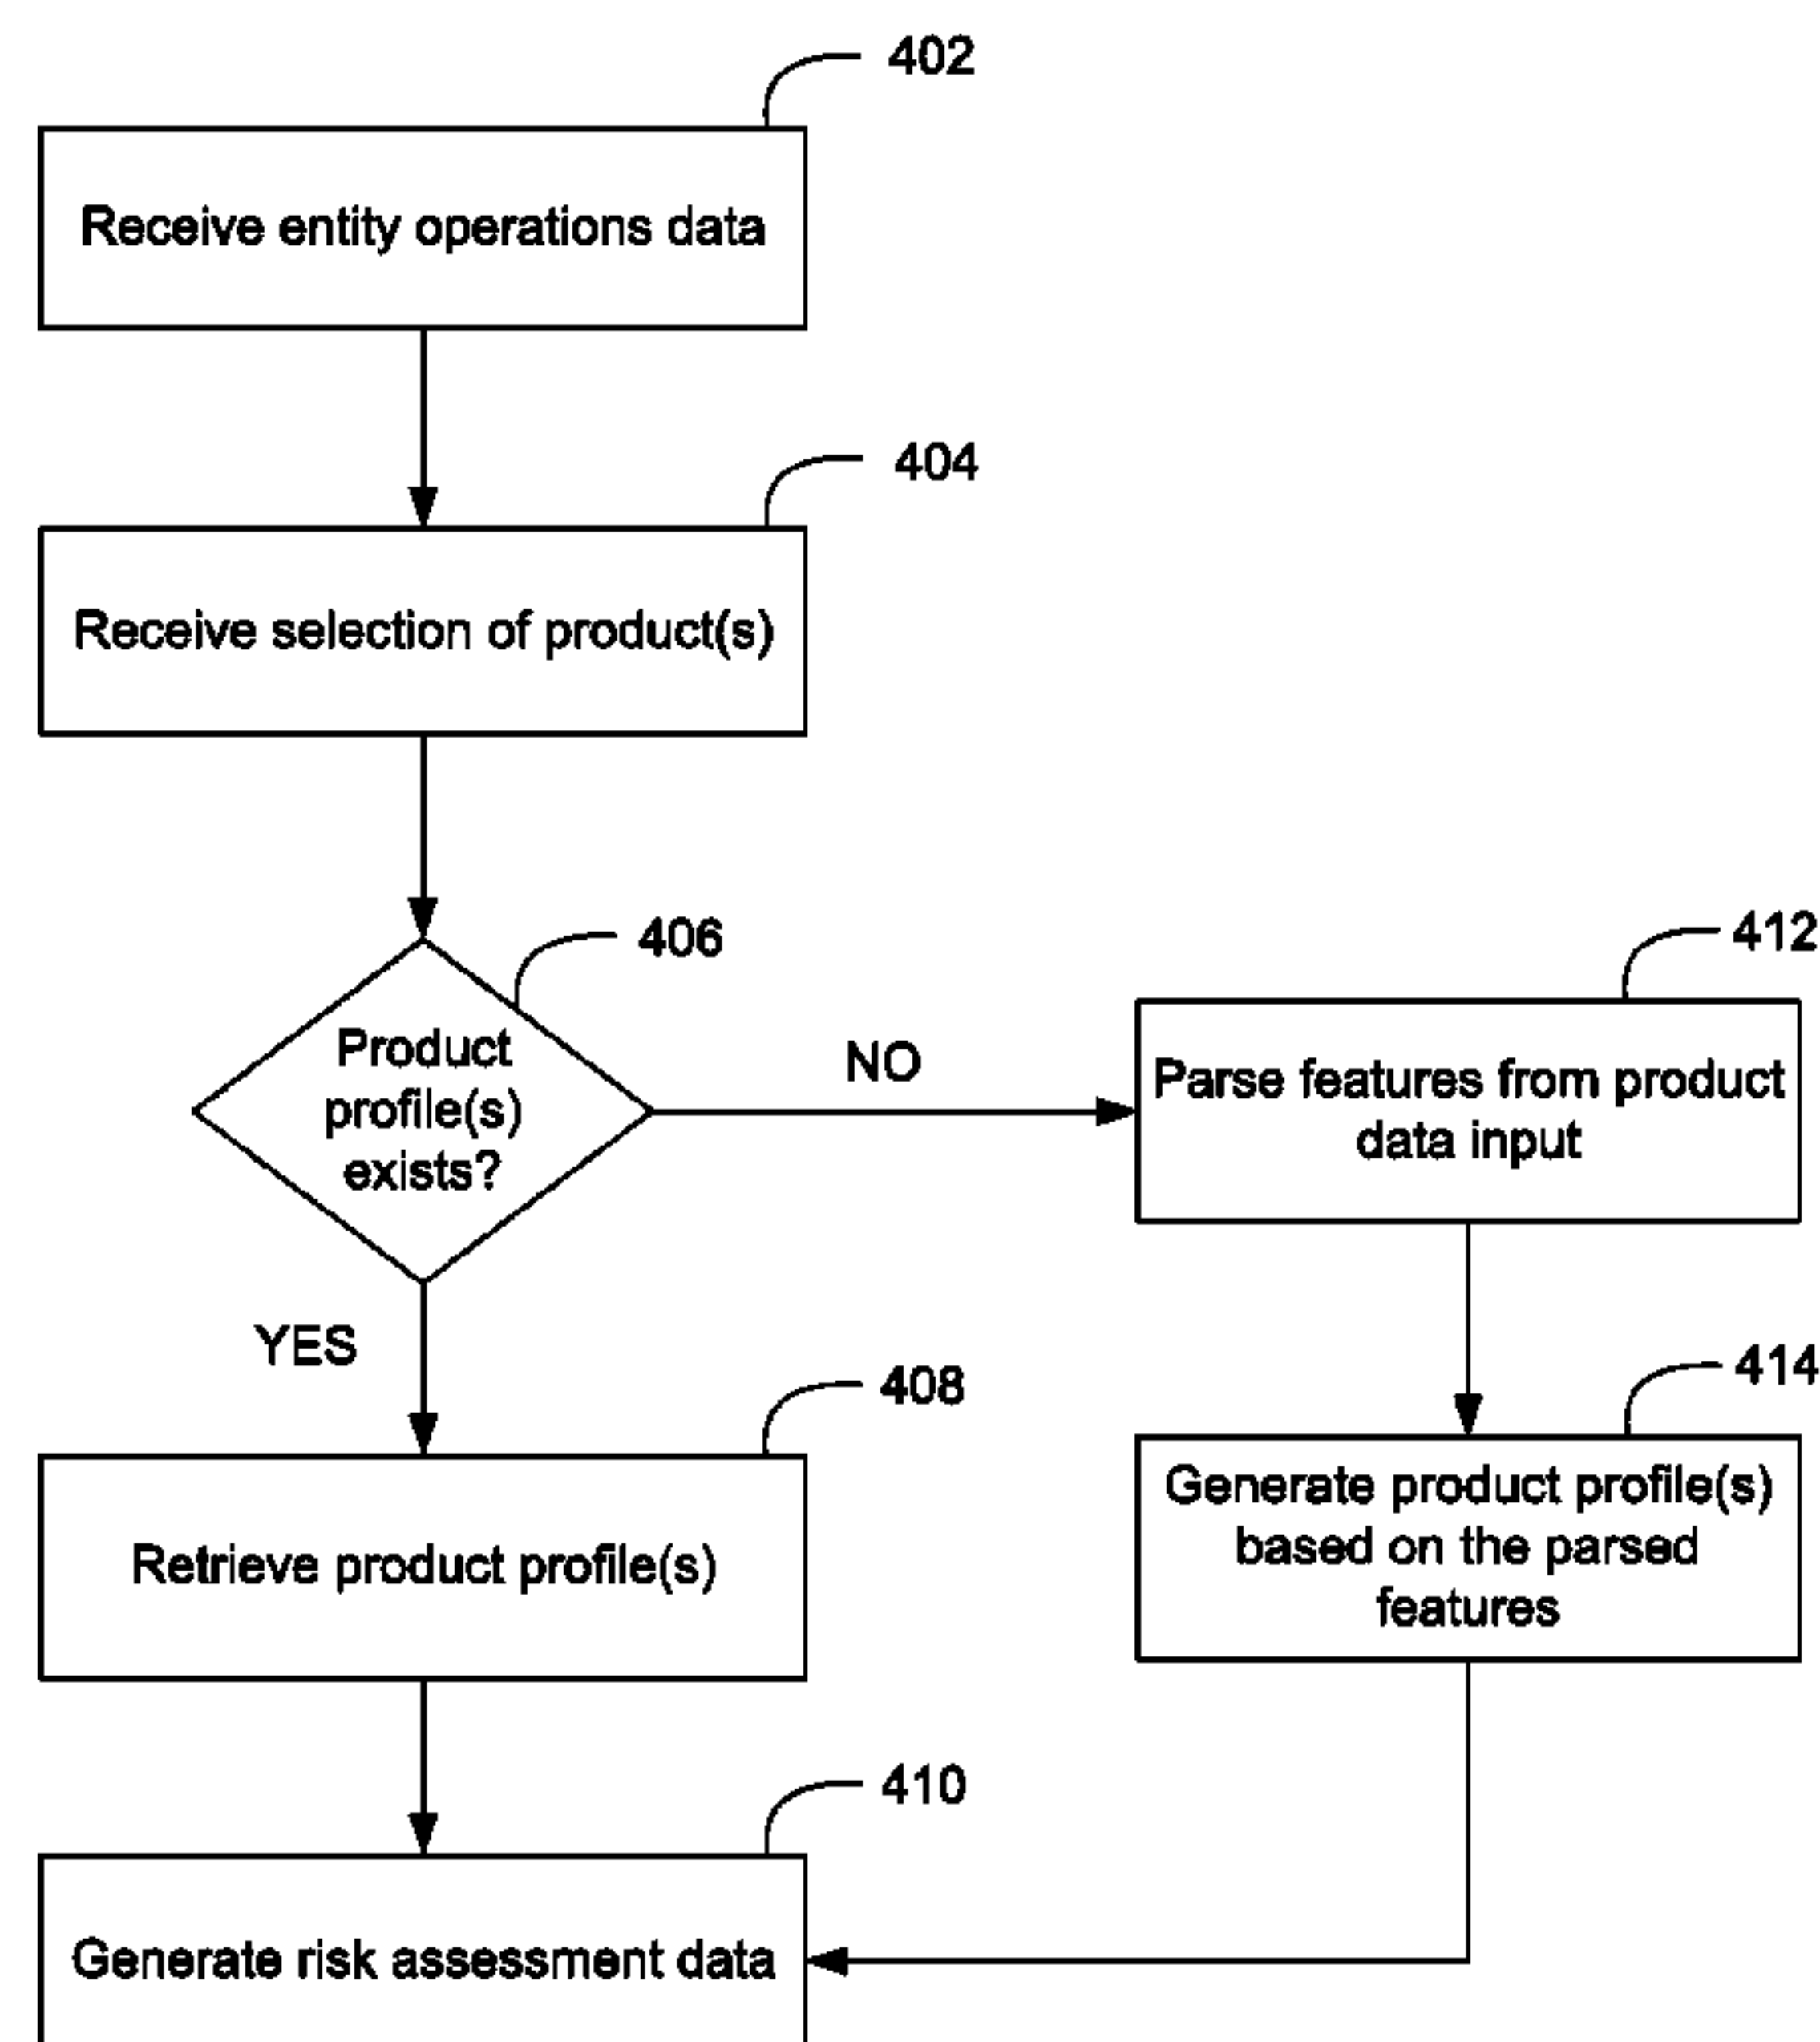 402
Receive entity operations data
404
Receive selection of product(s)
406
Product
profile(s)
exists?
NO
412
Parse features from product
data input
YES
408
Retrieve product profile(s)
414
Generate product profile(s)
based on the parsed
features
410
Generate risk assessment data